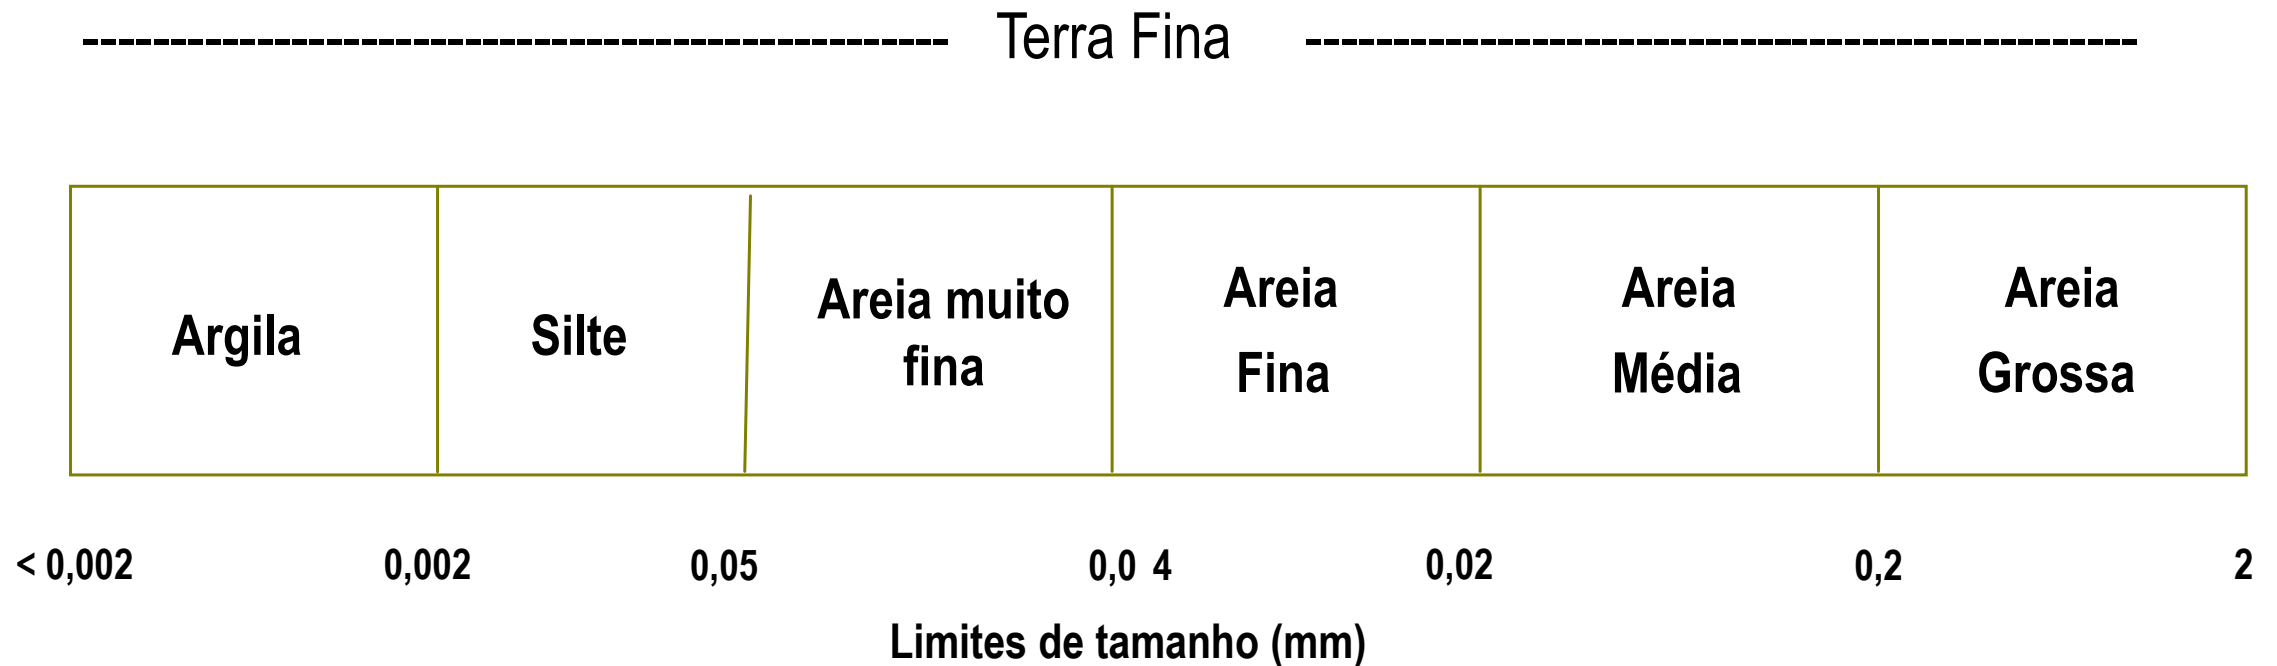 Terra Fina
Argila
Silte
Areia muito
fina
Areia
Fina
Areia
Média
Areia
Grossa
< 0,002 0,002 0,05 0,0 4 0,02 0,2 2
Limites de tamanho (mm)